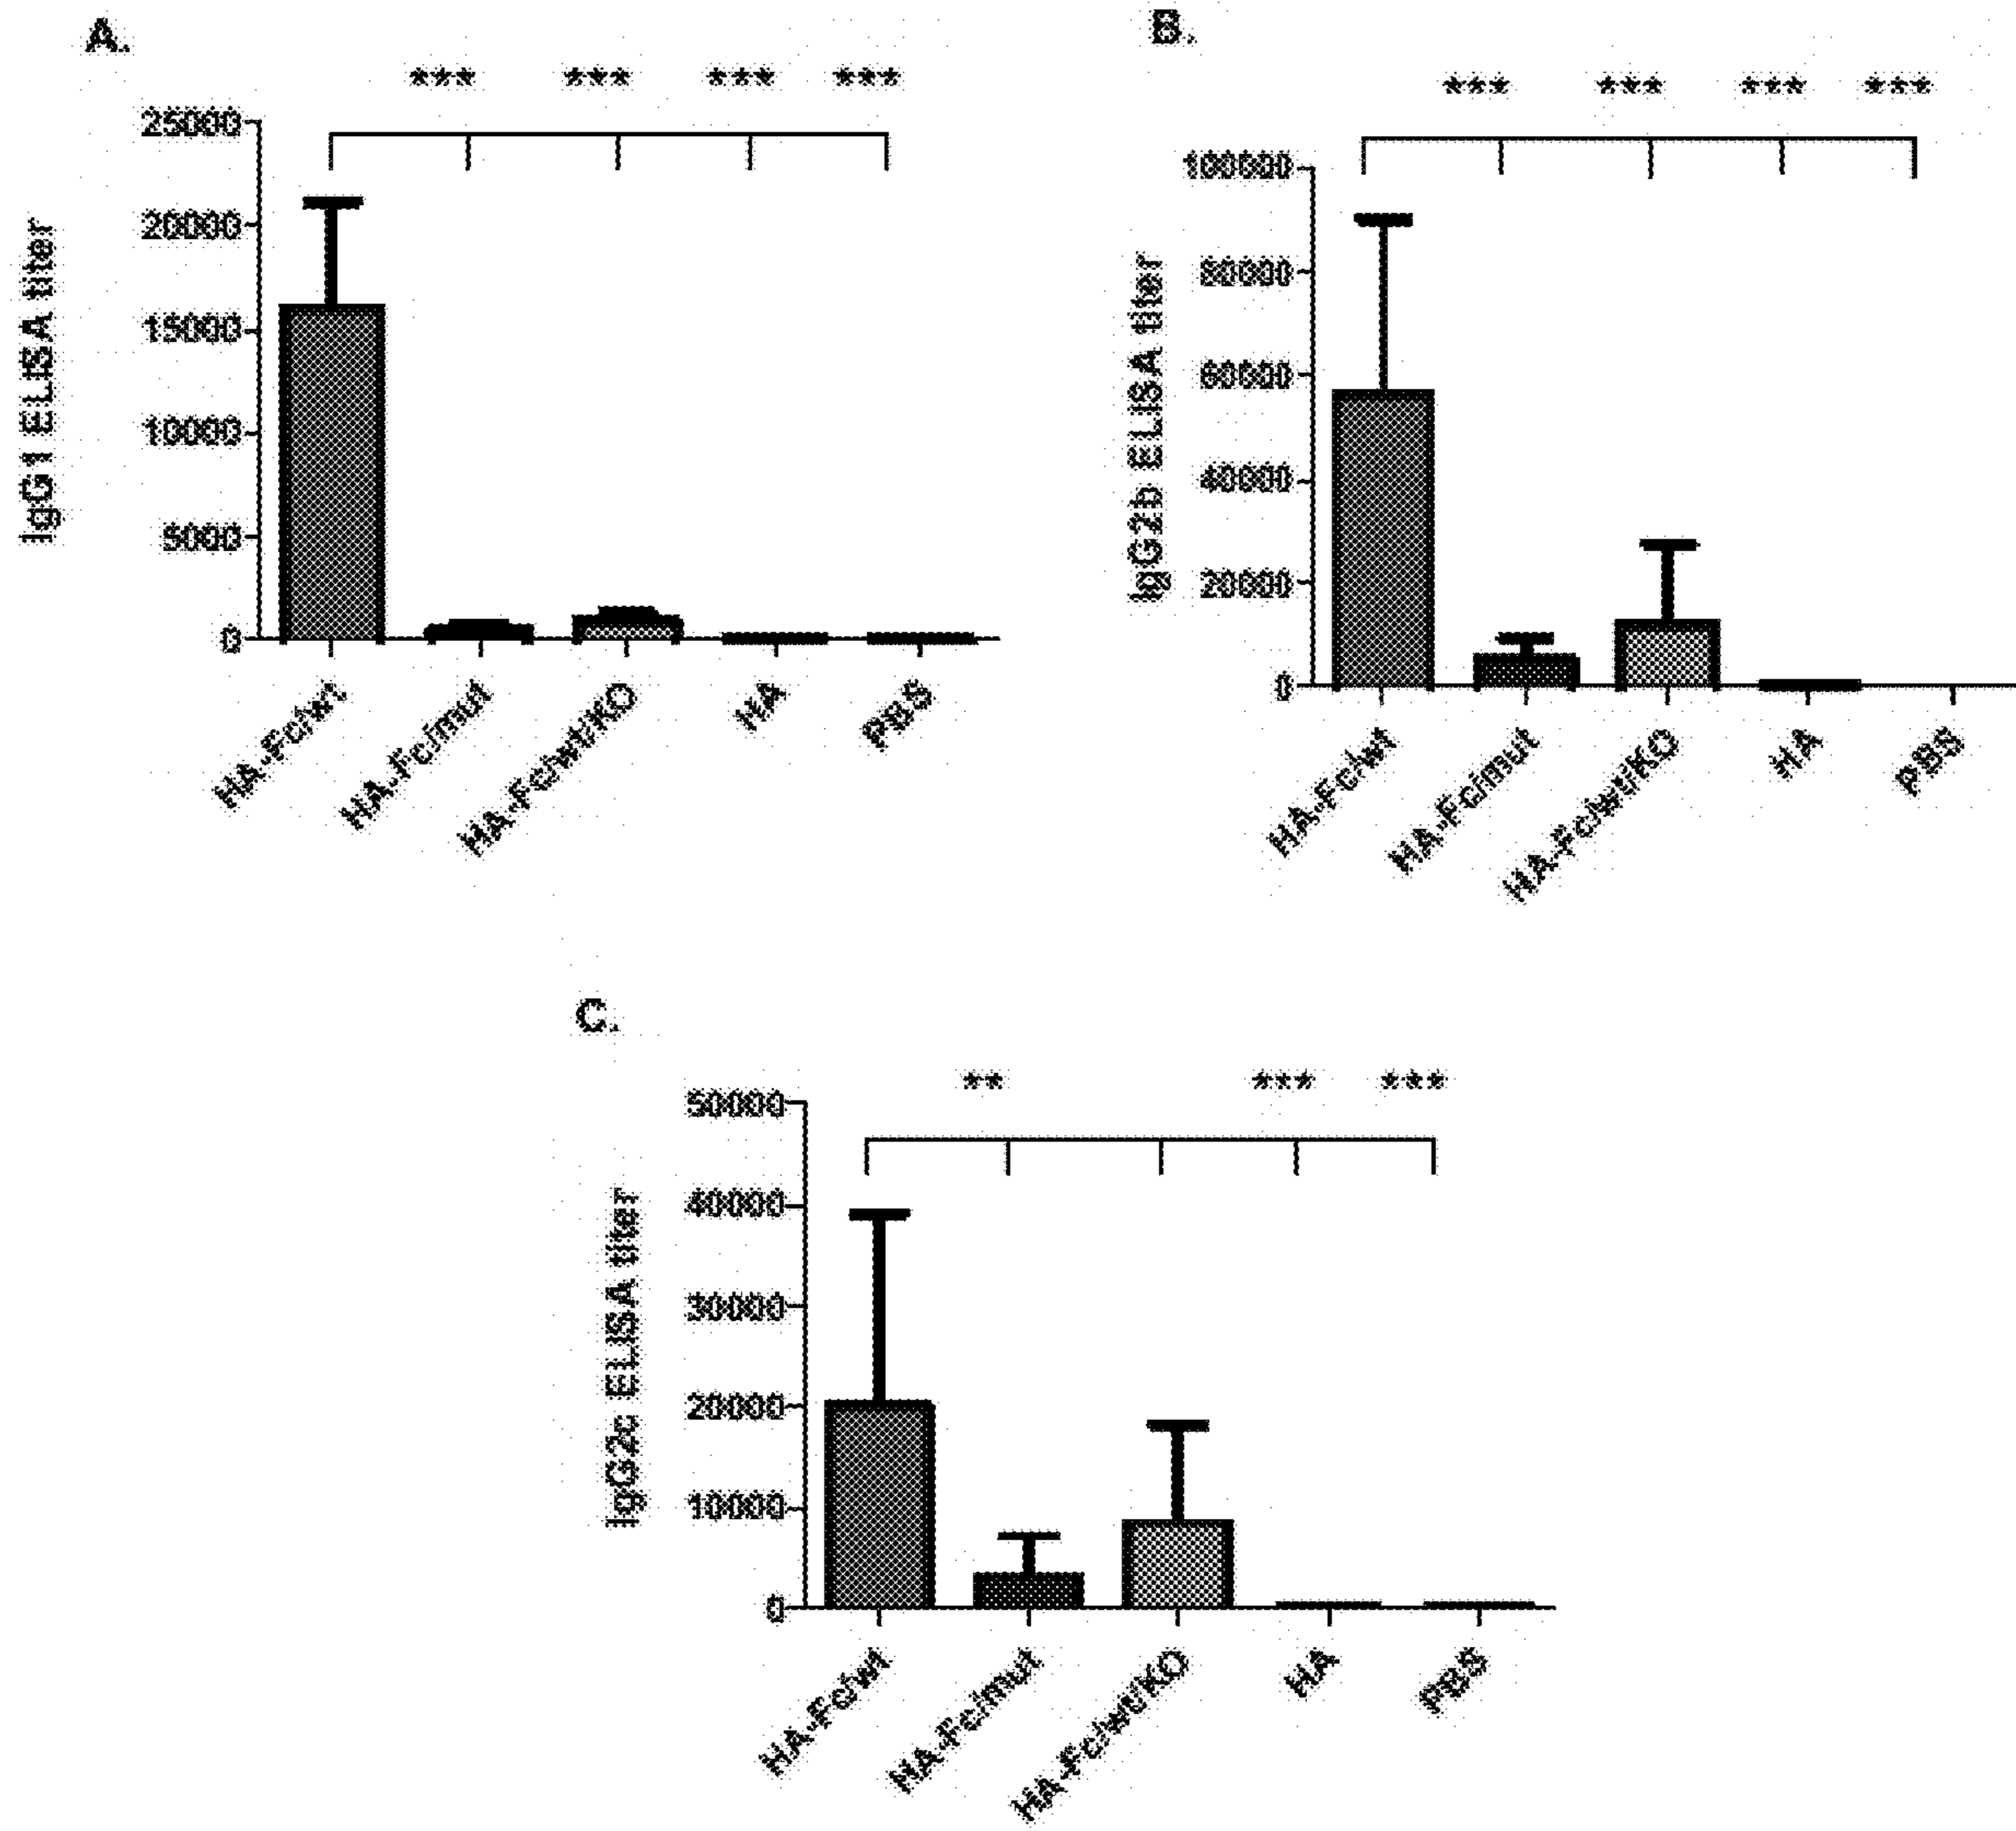 A.
*** *** *** ***
IgG1 ELISA titer
25000
20000
15000
10000
5000
0
HA-Fc/wt
HA-Fc/mut
HA-Fc/wt/KO
HA
PBS
B.
*** *** *** ***
IgG2b ELISA titer
100000
80000
60000
40000
20000
0
HA-Fc/wt
HA-Fc/mut
HA-Fc/wt/KO
HA
PBS
C.
** *** ***
IgG2c ELISA titer
50000
40000
30000
20000
10000
0
HA-Fc/wt
HA-Fc/mut
HA-Fc/wt/KO
HA
PBS